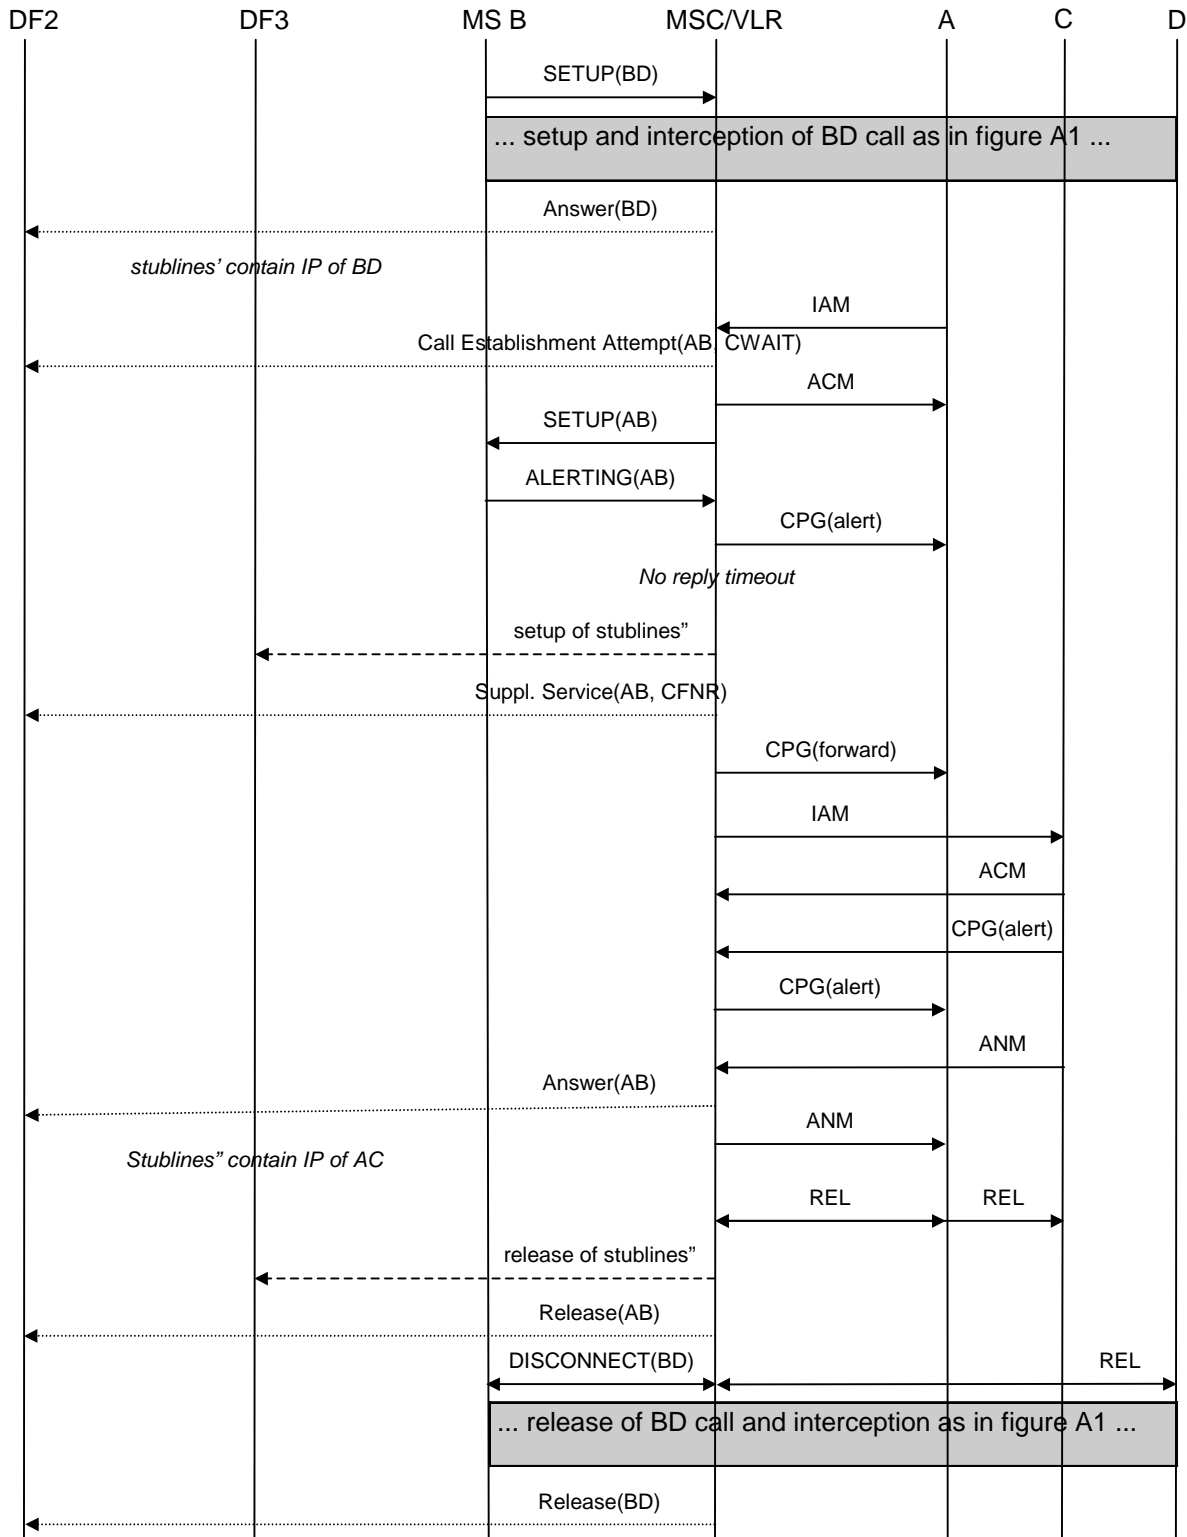 DF2 DF3 MS B MSC/VLR A C D
SETUP(BD)
... setup and interception of BD call as in figure A1 ...
Answer(BD)
stublines’ contain IP of BD
IAM
Call Establishment Attempt(AB, CWAIT)
ACM
SETUP(AB)
ALERTING(AB)
CPG(alert)
No reply timeout
setup of stublines”
Suppl. Service(AB, CFNR)
CPG(forward)
IAM
ACM
CPG(alert)
CPG(alert)
ANM
Answer(AB)
ANM
Stublines” contain IP of AC
REL REL
release of stublines”
Release(AB)
DISCONNECT(BD) REL
... release of BD call and interception as in figure A1 ...
Release(BD)